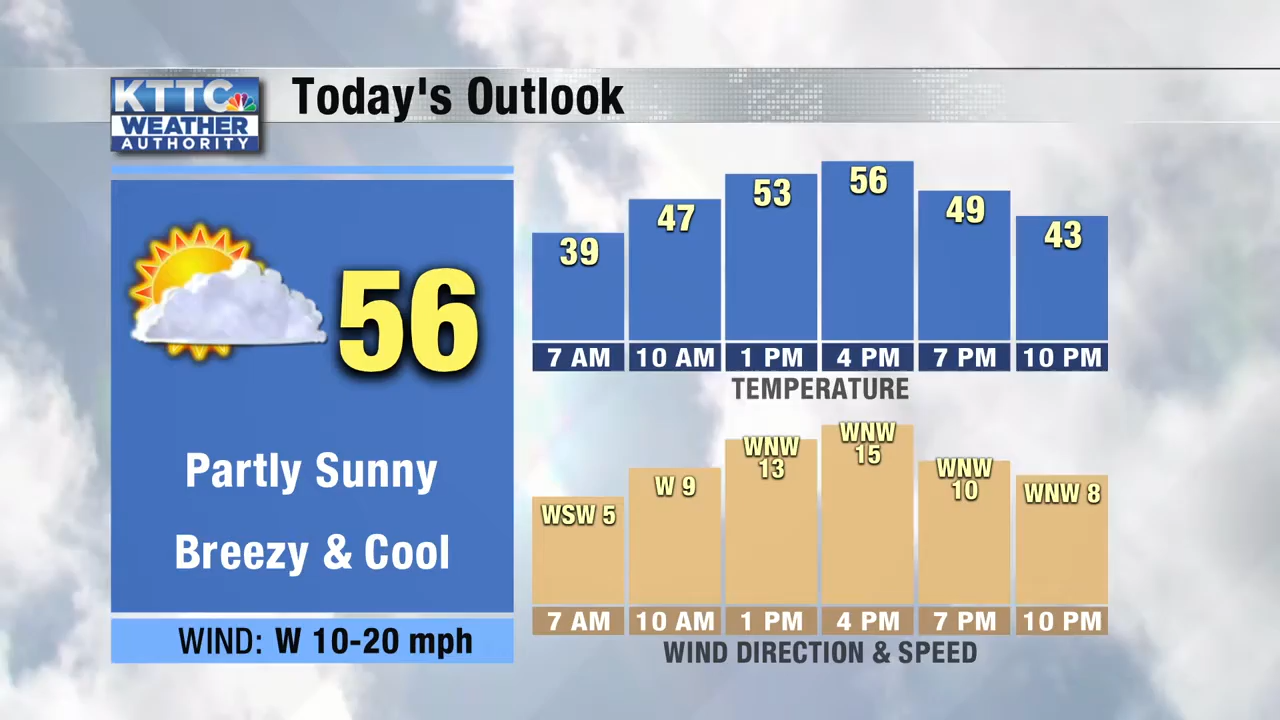 KTTC
WEATHER
AUTHORITY
Today's Outlook
56
Partly Sunny
Breezy & Cool
WIND: W 10-20 mph
39 47 53 56 49 43
7 AM 10 AM 1 PM 4 PM 7 PM 10 PM
TEMPERATURE
WSW 5
W 9
WNW
13
WNW
15
WNW
10
WNW 8
7 AM 10 AM 1 PM 4 PM 7 PM 10 PM
WIND DIRECTION & SPEED